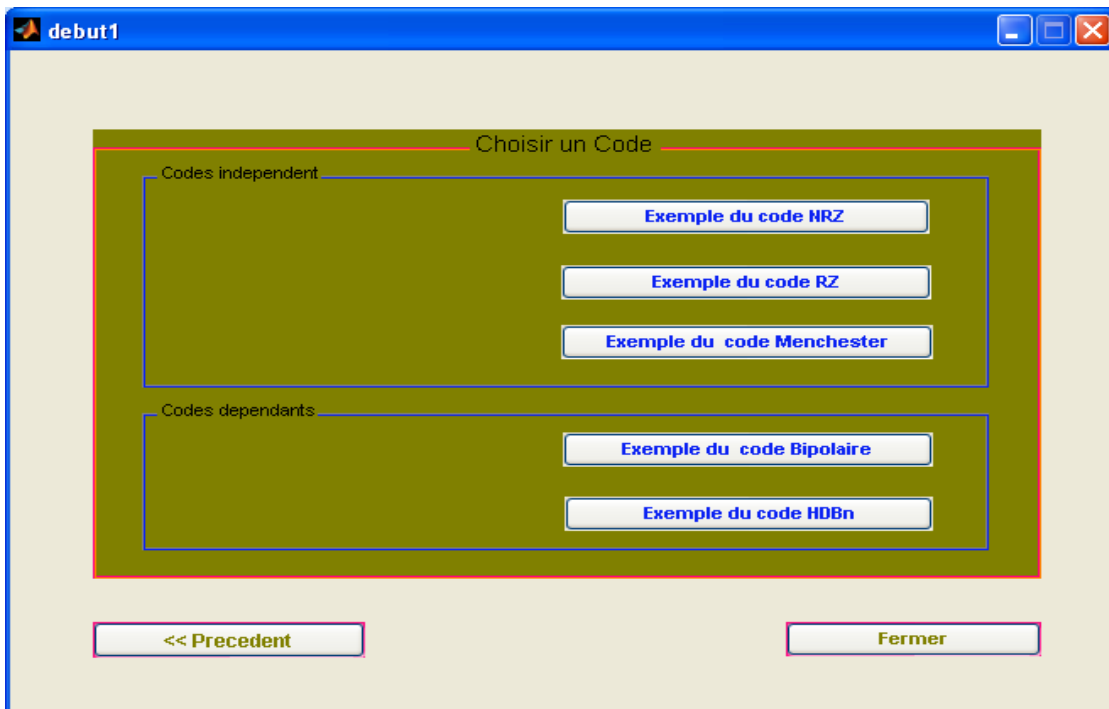 debut1
Choisir un Code
Codes independent
Exemple du code NRZ
Exemple du code RZ
Exemple du  code Menchester
Codes dependants
Exemple du  code Bipolaire
Exemple du code HDBn
<< Precedent
Fermer